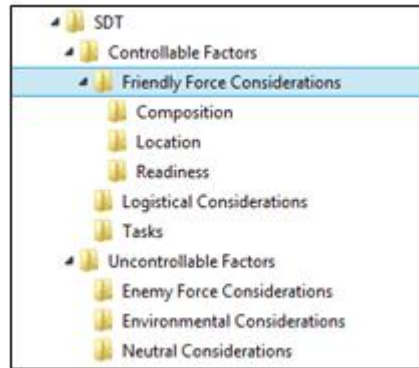 SDT
Controllable Factors
Friendly Force Considerations
Composition
Location
Readiness
Logistical Considerations
Tasks
Uncontrollable Factors
Enemy Force Considerations
Environmental Considerations
Neutral Considerations